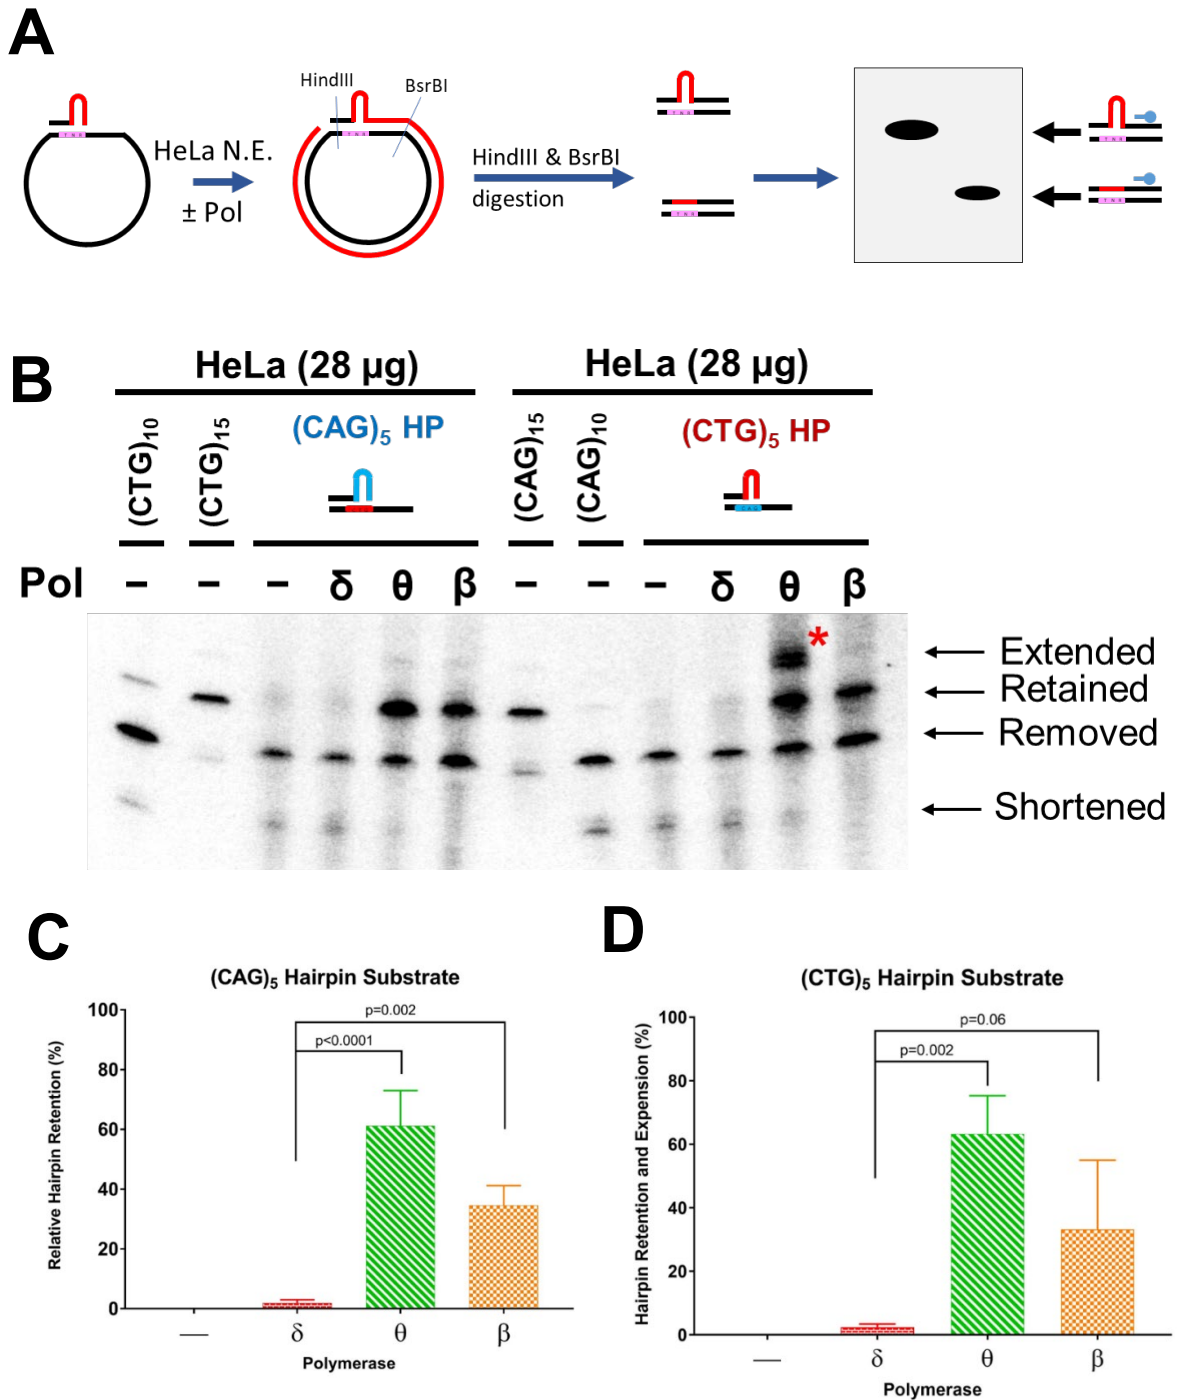 A
HindIII
BsrBI
HeLa N.E.
± Pol
HindIII & BsrBI
digestion
T N R
T N R
T N R
T N R
T N R
T N R
B
HeLa (28 µg)
HeLa (28 µg)
(CTG)10
(CTG)15
(CAG)5 HP
(CAG)15
(CAG)10
(CTG)5 HP
Pol
– – – δ θ β – – – δ θ β
*
Extended
Retained
Removed
Shortened
C
(CAG)5 Hairpin Substrate
p=0.002
p<0.0001
Relative Hairpin Retention (%)
100
80
60
40
20
0
— δ θ β
Polymerase
D
(CTG)5 Hairpin Substrate
p=0.06
p=0.002
Hairpin Retention and Expension (%)
100
80
60
40
20
0
— δ θ β
Polymerase